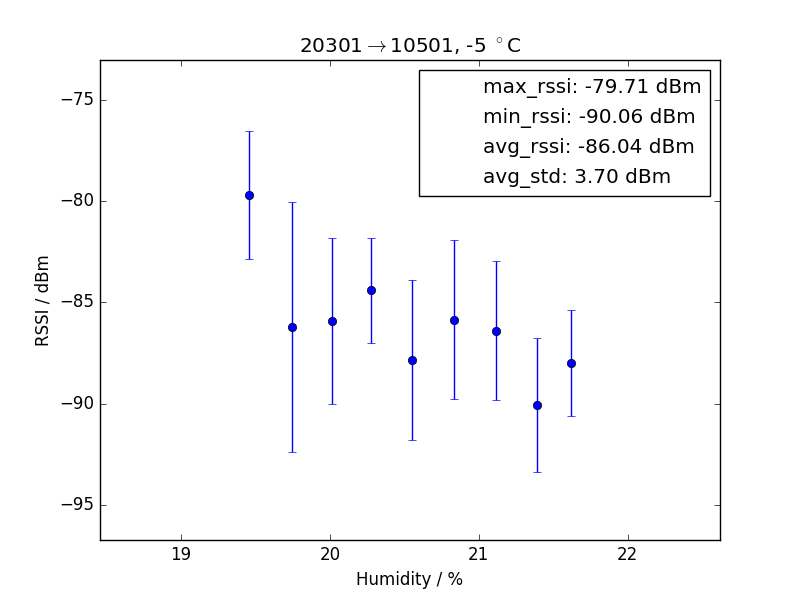 20301→10501, -5 °C
max_rssi: -79.71 dBm
min_rssi: -90.06 dBm
avg_rssi: -86.04 dBm
avg_std: 3.70 dBm
−75
−80
−85
−90
−95
RSSI / dBm
19 20 21 22
Humidity / %